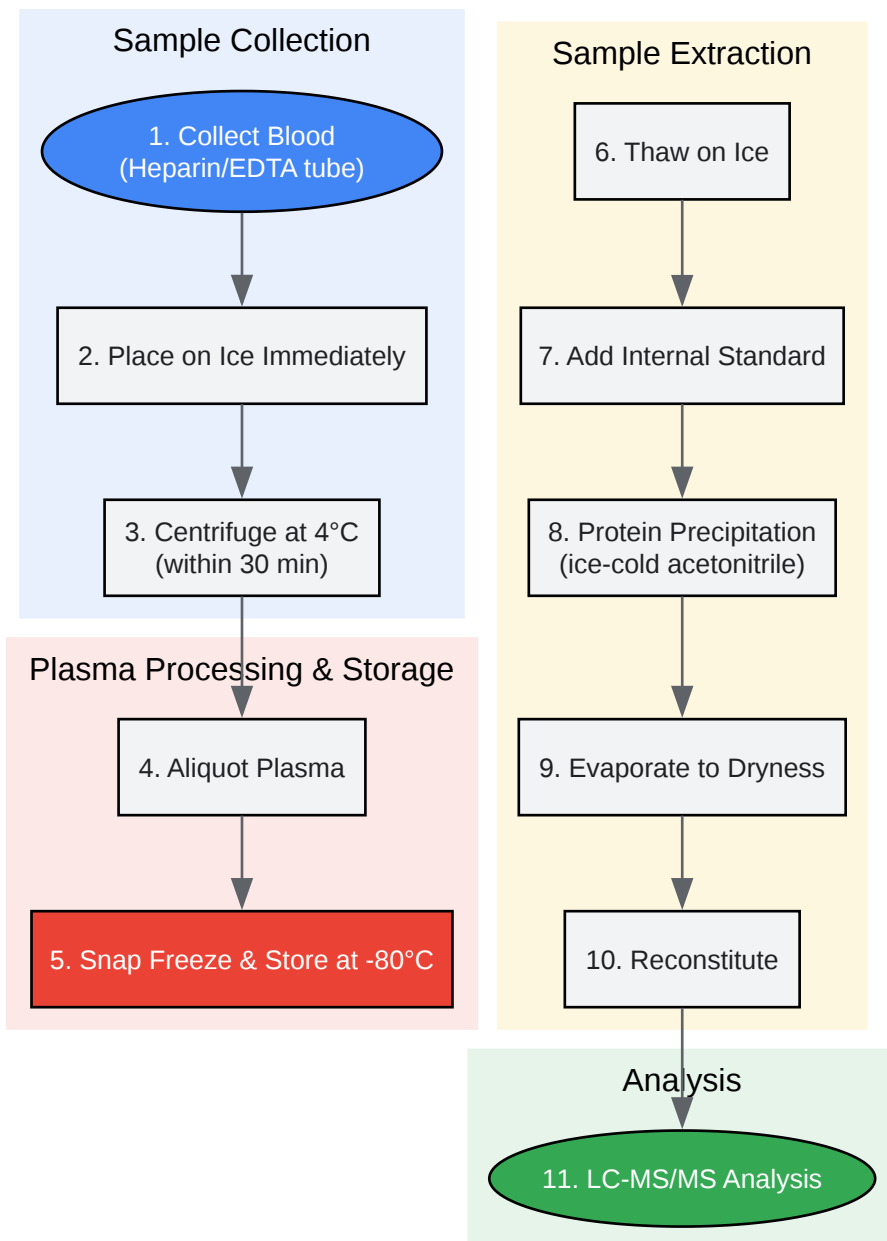 Sample Collection
1. Collect Blood
(Heparin/EDTA tube)
2. Place on Ice Immediately
3. Centrifuge at 4°C
(within 30 min)
Plasma Processing & Storage
4. Aliquot Plasma
5. Snap Freeze & Store at -80°C
Sample Extraction
6. Thaw on Ice
7. Add Internal Standard
8. Protein Precipitation
(ice-cold acetonitrile)
9. Evaporate to Dryness
10. Reconstitute
Analysis
11. LC-MS/MS Analysis